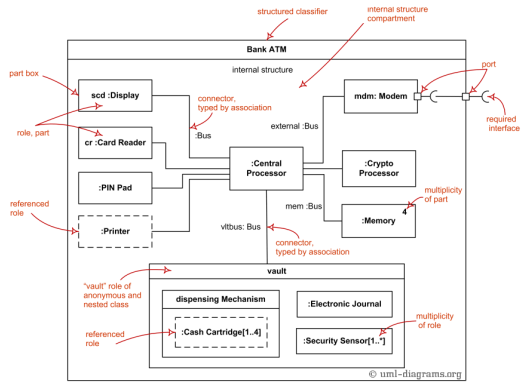 structured classifier
internal structure
compartment
Bank ATM
internal structure
part box
scd :Display
connector,
typed by association
mdm: Modem
port
role, part
:Bus
external :Bus
required
interface
cr :Card Reader
:Central
Processor
:Crypto
Processor
:PIN Pad
multiplicity
of part
referenced
role
:Printer
mem :Bus
4
:Memory
vltbus: Bus
connector,
typed by association
"vault" role of
anonymous and
nested class
vault
dispensing Mechanism
:Electronic Journal
multiplicity
of role
referenced
role
:Cash Cartridge[1..4]
:Security Sensor[1..*]
© uml-diagrams.org